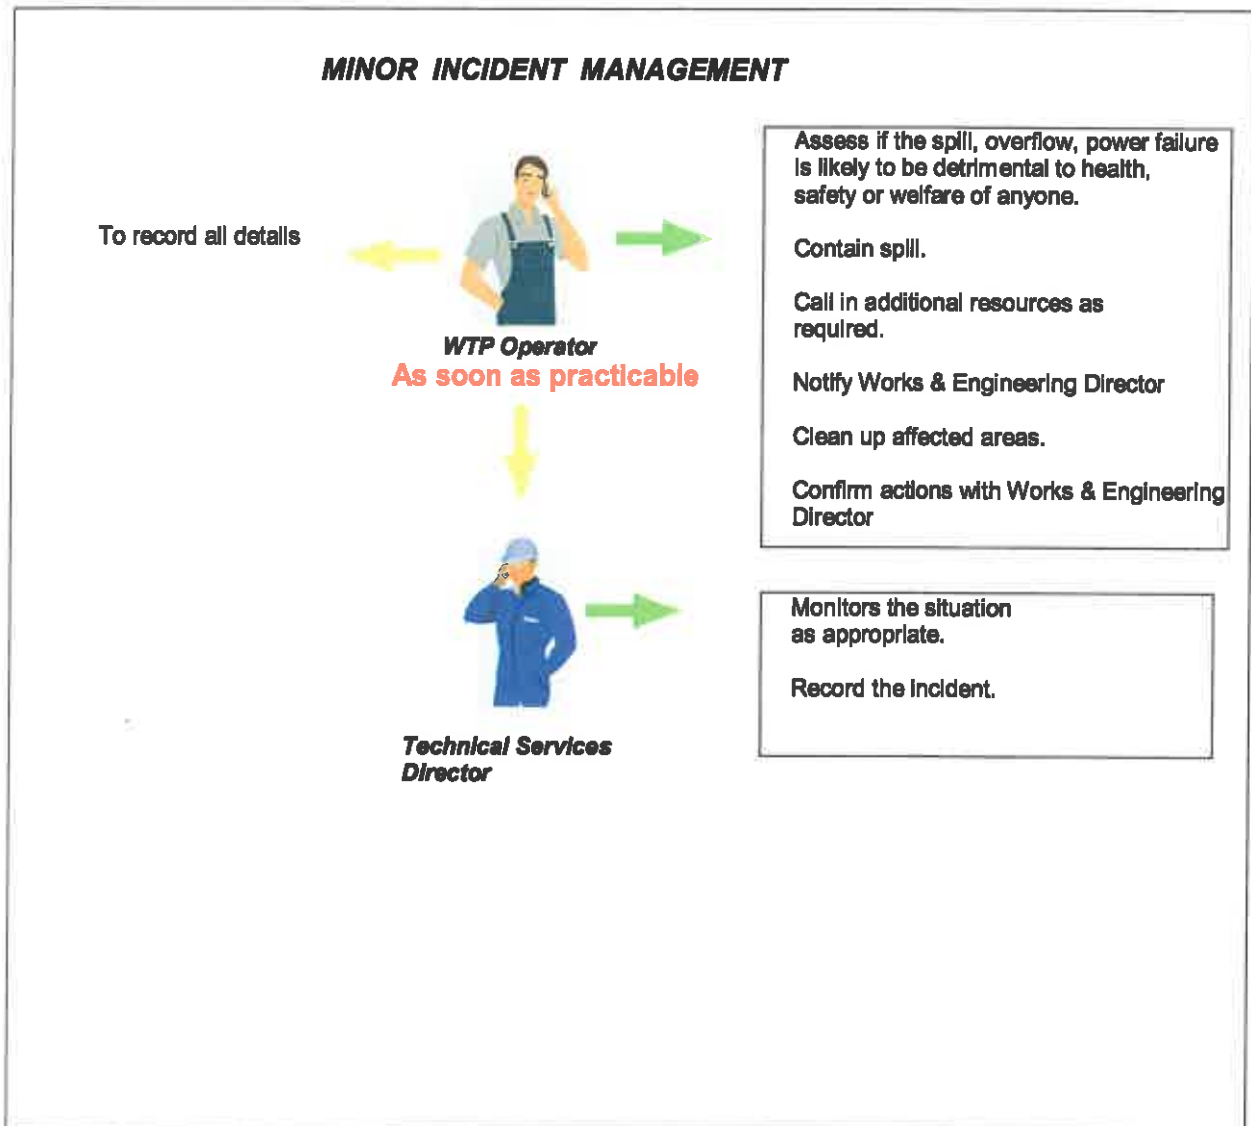 MINOR INCIDENT MANAGEMENT
To record all details
WTP Operator
As soon as practicable
Assess if the spill, overflow, power failure
is likely to be detrimental to health,
safety or welfare of anyone.
Contain spill.
Call in additional resources as
required.
Notify Works & Engineering Director
Clean up affected areas.
Confirm actions with Works & Engineering
Director
Technical Services
Director
Monitors the situation
as appropriate.
Record the incident.